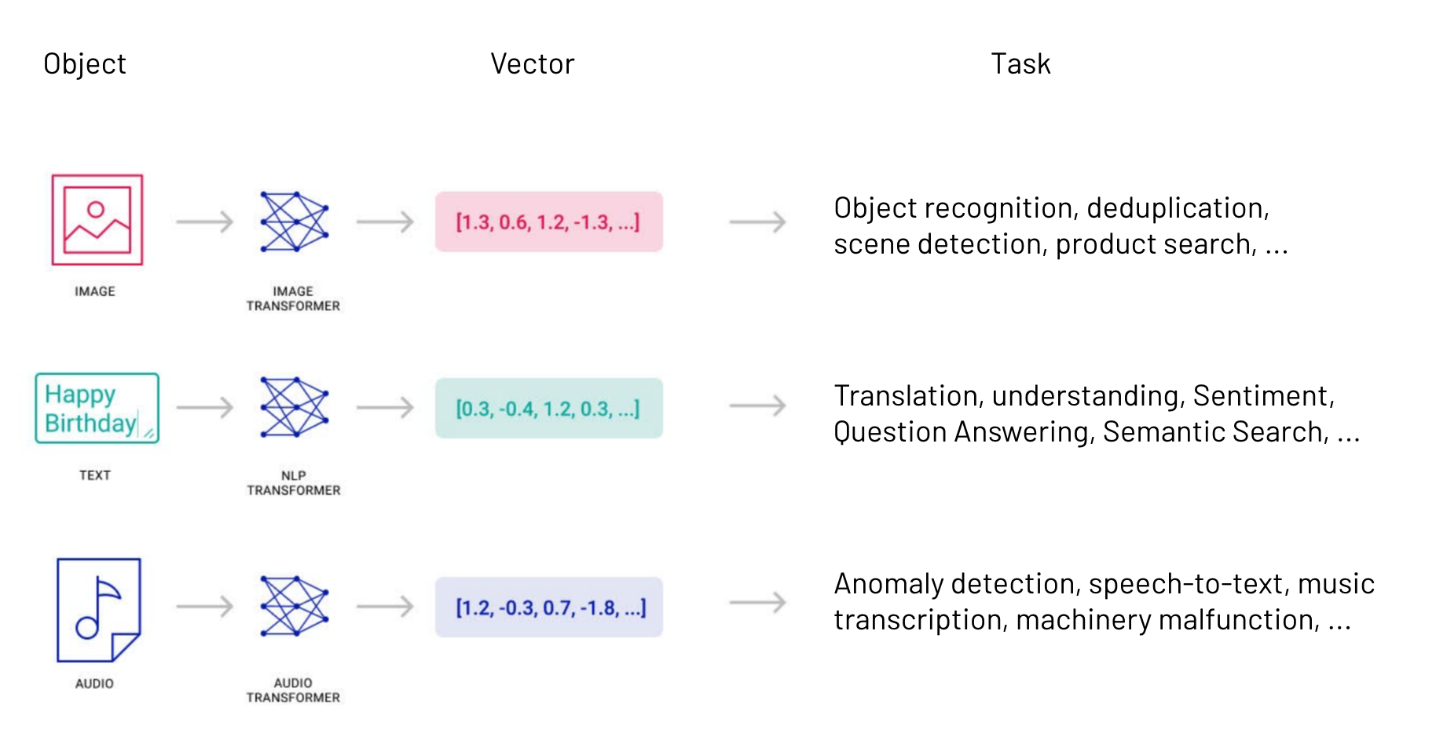 Object
Vector
Task
[1.3, 0.6, 1.2, -1.3, ...]
Object recognition, deduplication,
scene detection, product search, ...
IMAGE
IMAGE
TRANSFORMER
Happy
Birthday
[0.3, -0.4, 1.2, 0.3, ...]
Translation, understanding, Sentiment,
Question Answering, Semantic Search, ...
TEXT
NLP
TRANSFORMER
[1.2, -0.3, 0.7, -1.8, ...]
Anomaly detection, speech-to-text, music
transcription, machinery malfunction, ...
AUDIO
AUDIO
TRANSFORMER